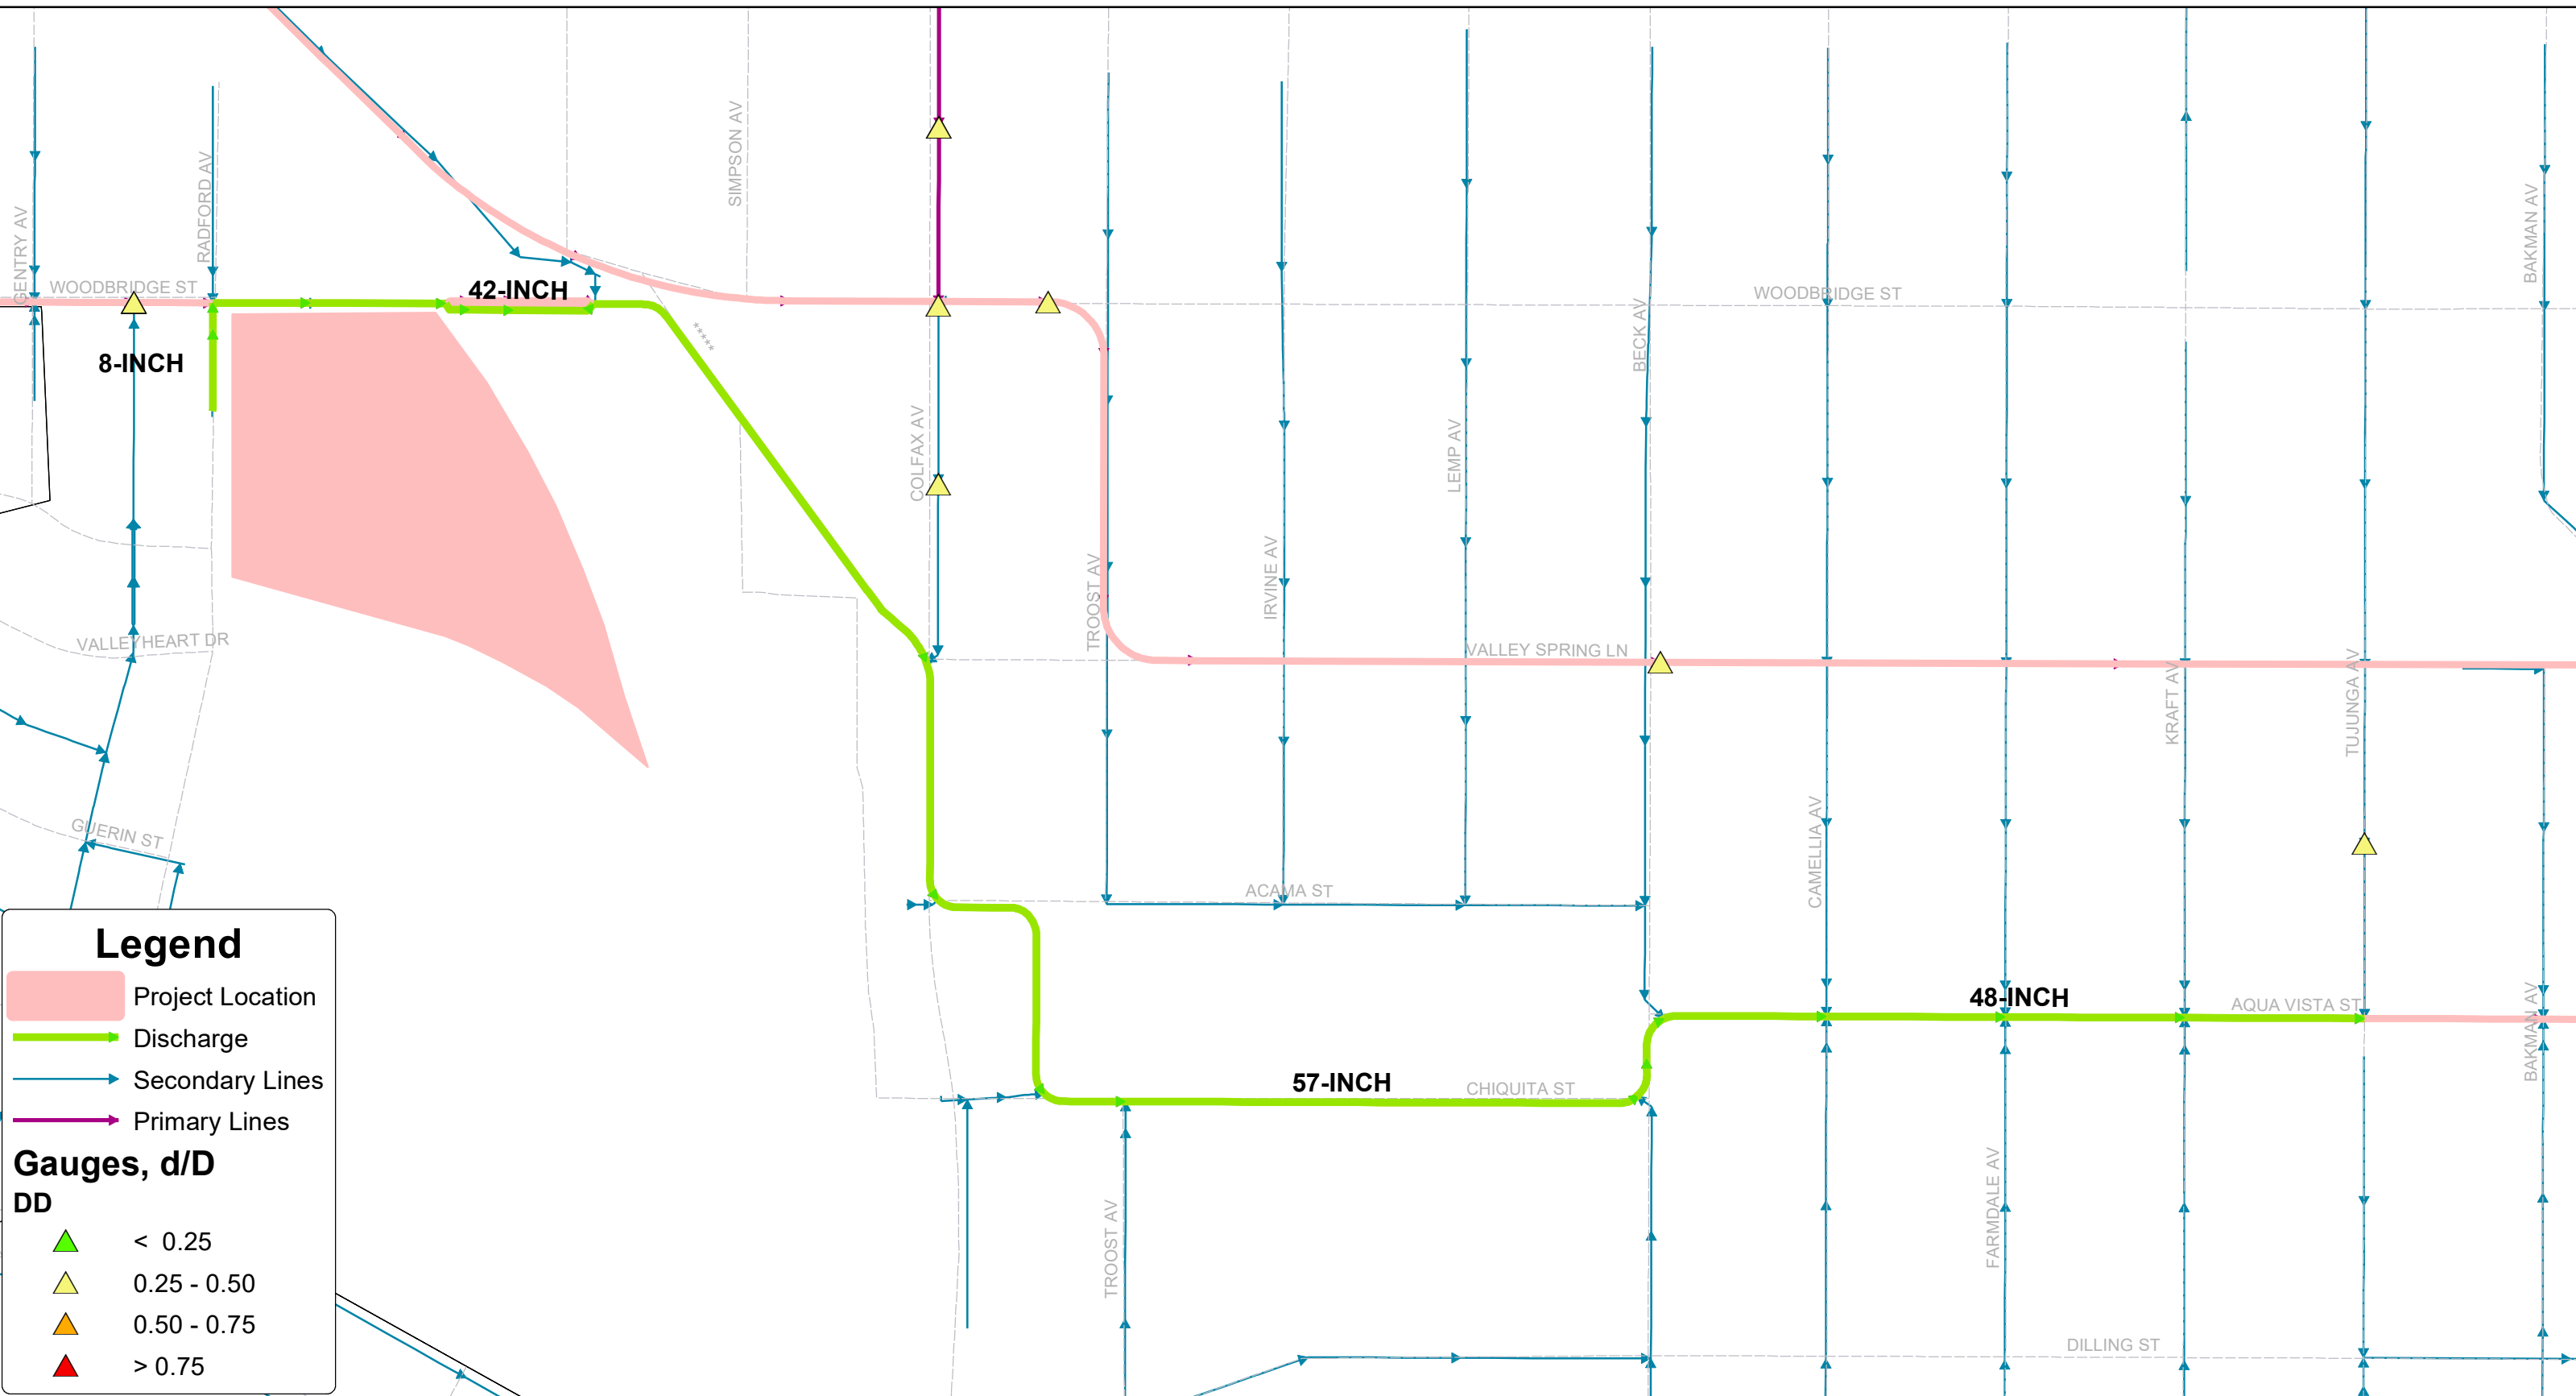 SIMPSON AV
RADFORD AV
GENTRY AV
BAKMAN AV
WOODBRIDGE ST
42-INCH
WOODBRIDGE ST
*****
8-INCH
BECK AV
COLFAX AV
LEMP AV
IRVINE AV
TROOST AV
VALLEYHEART DR
VALLEY SPRING LN
KRAFT AV
TUJUNGA AV
GUERIN ST
CAMELLIA AV
ACAMA ST
48-INCH
AQUA VISTA ST
BAKMAN AV
57-INCH
CHIQUITA ST
TROOST AV
FARMDALE AV
DILLING ST
Legend
Project Location
Discharge
Secondary Lines
Primary Lines
Gauges, d/D
DD
< 0.25
0.25 - 0.50
0.50 - 0.75
> 0.75